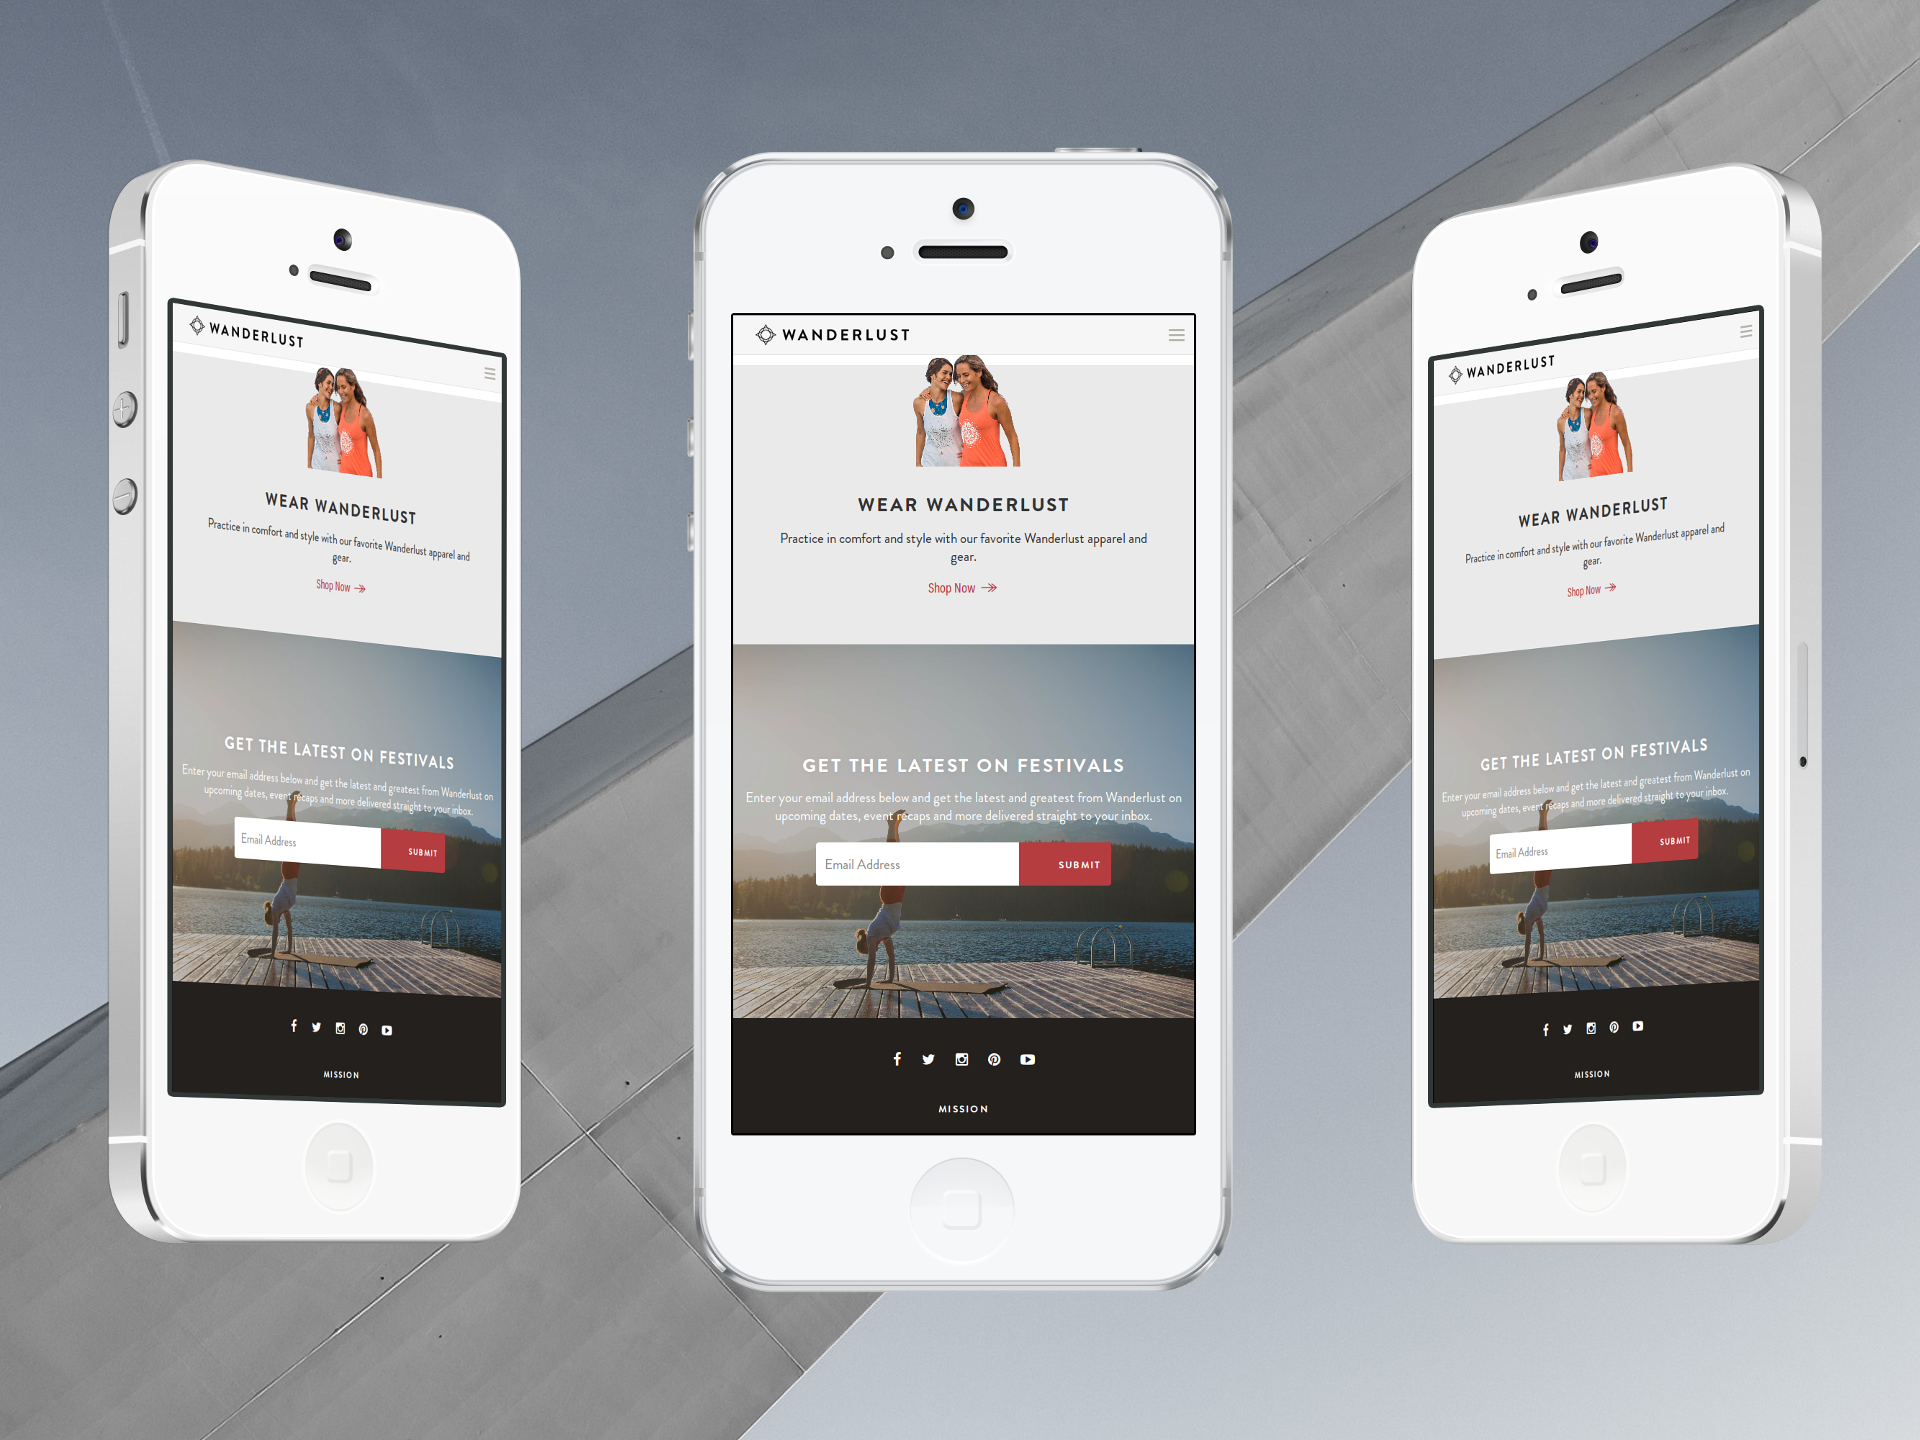 WANDERLUST
WEAR WANDERLUST
Practice in comfort and style with our favorite Wanderlust apparel and
gear.
Shop Now
GET THE LATEST ON FESTIVALS
Enter your email address below and get the latest and greatest from Wanderlust on
upcoming dates, event recaps and more delivered straight to your inbox.
Email Address
SUBMIT
MISSION
WANDERLUST
WEAR WANDERLUST
Practice in comfort and style with our favorite Wanderlust apparel and
gear.
Shop Now
GET THE LATEST ON FESTIVALS
Enter your email address below and get the latest and greatest from Wanderlust on
upcoming dates, event recaps and more delivered straight to your inbox.
Email Address
SUBMIT
MISSION
WANDERLUST
WEAR WANDERLUST
Practice in comfort and style with our favorite Wanderlust apparel and
gear.
Shop Now
GET THE LATEST ON FESTIVALS
Enter your email address below and get the latest and greatest from Wanderlust on
upcoming dates, event recaps and more delivered straight to your inbox.
Email Address
SUBMIT
MISSION